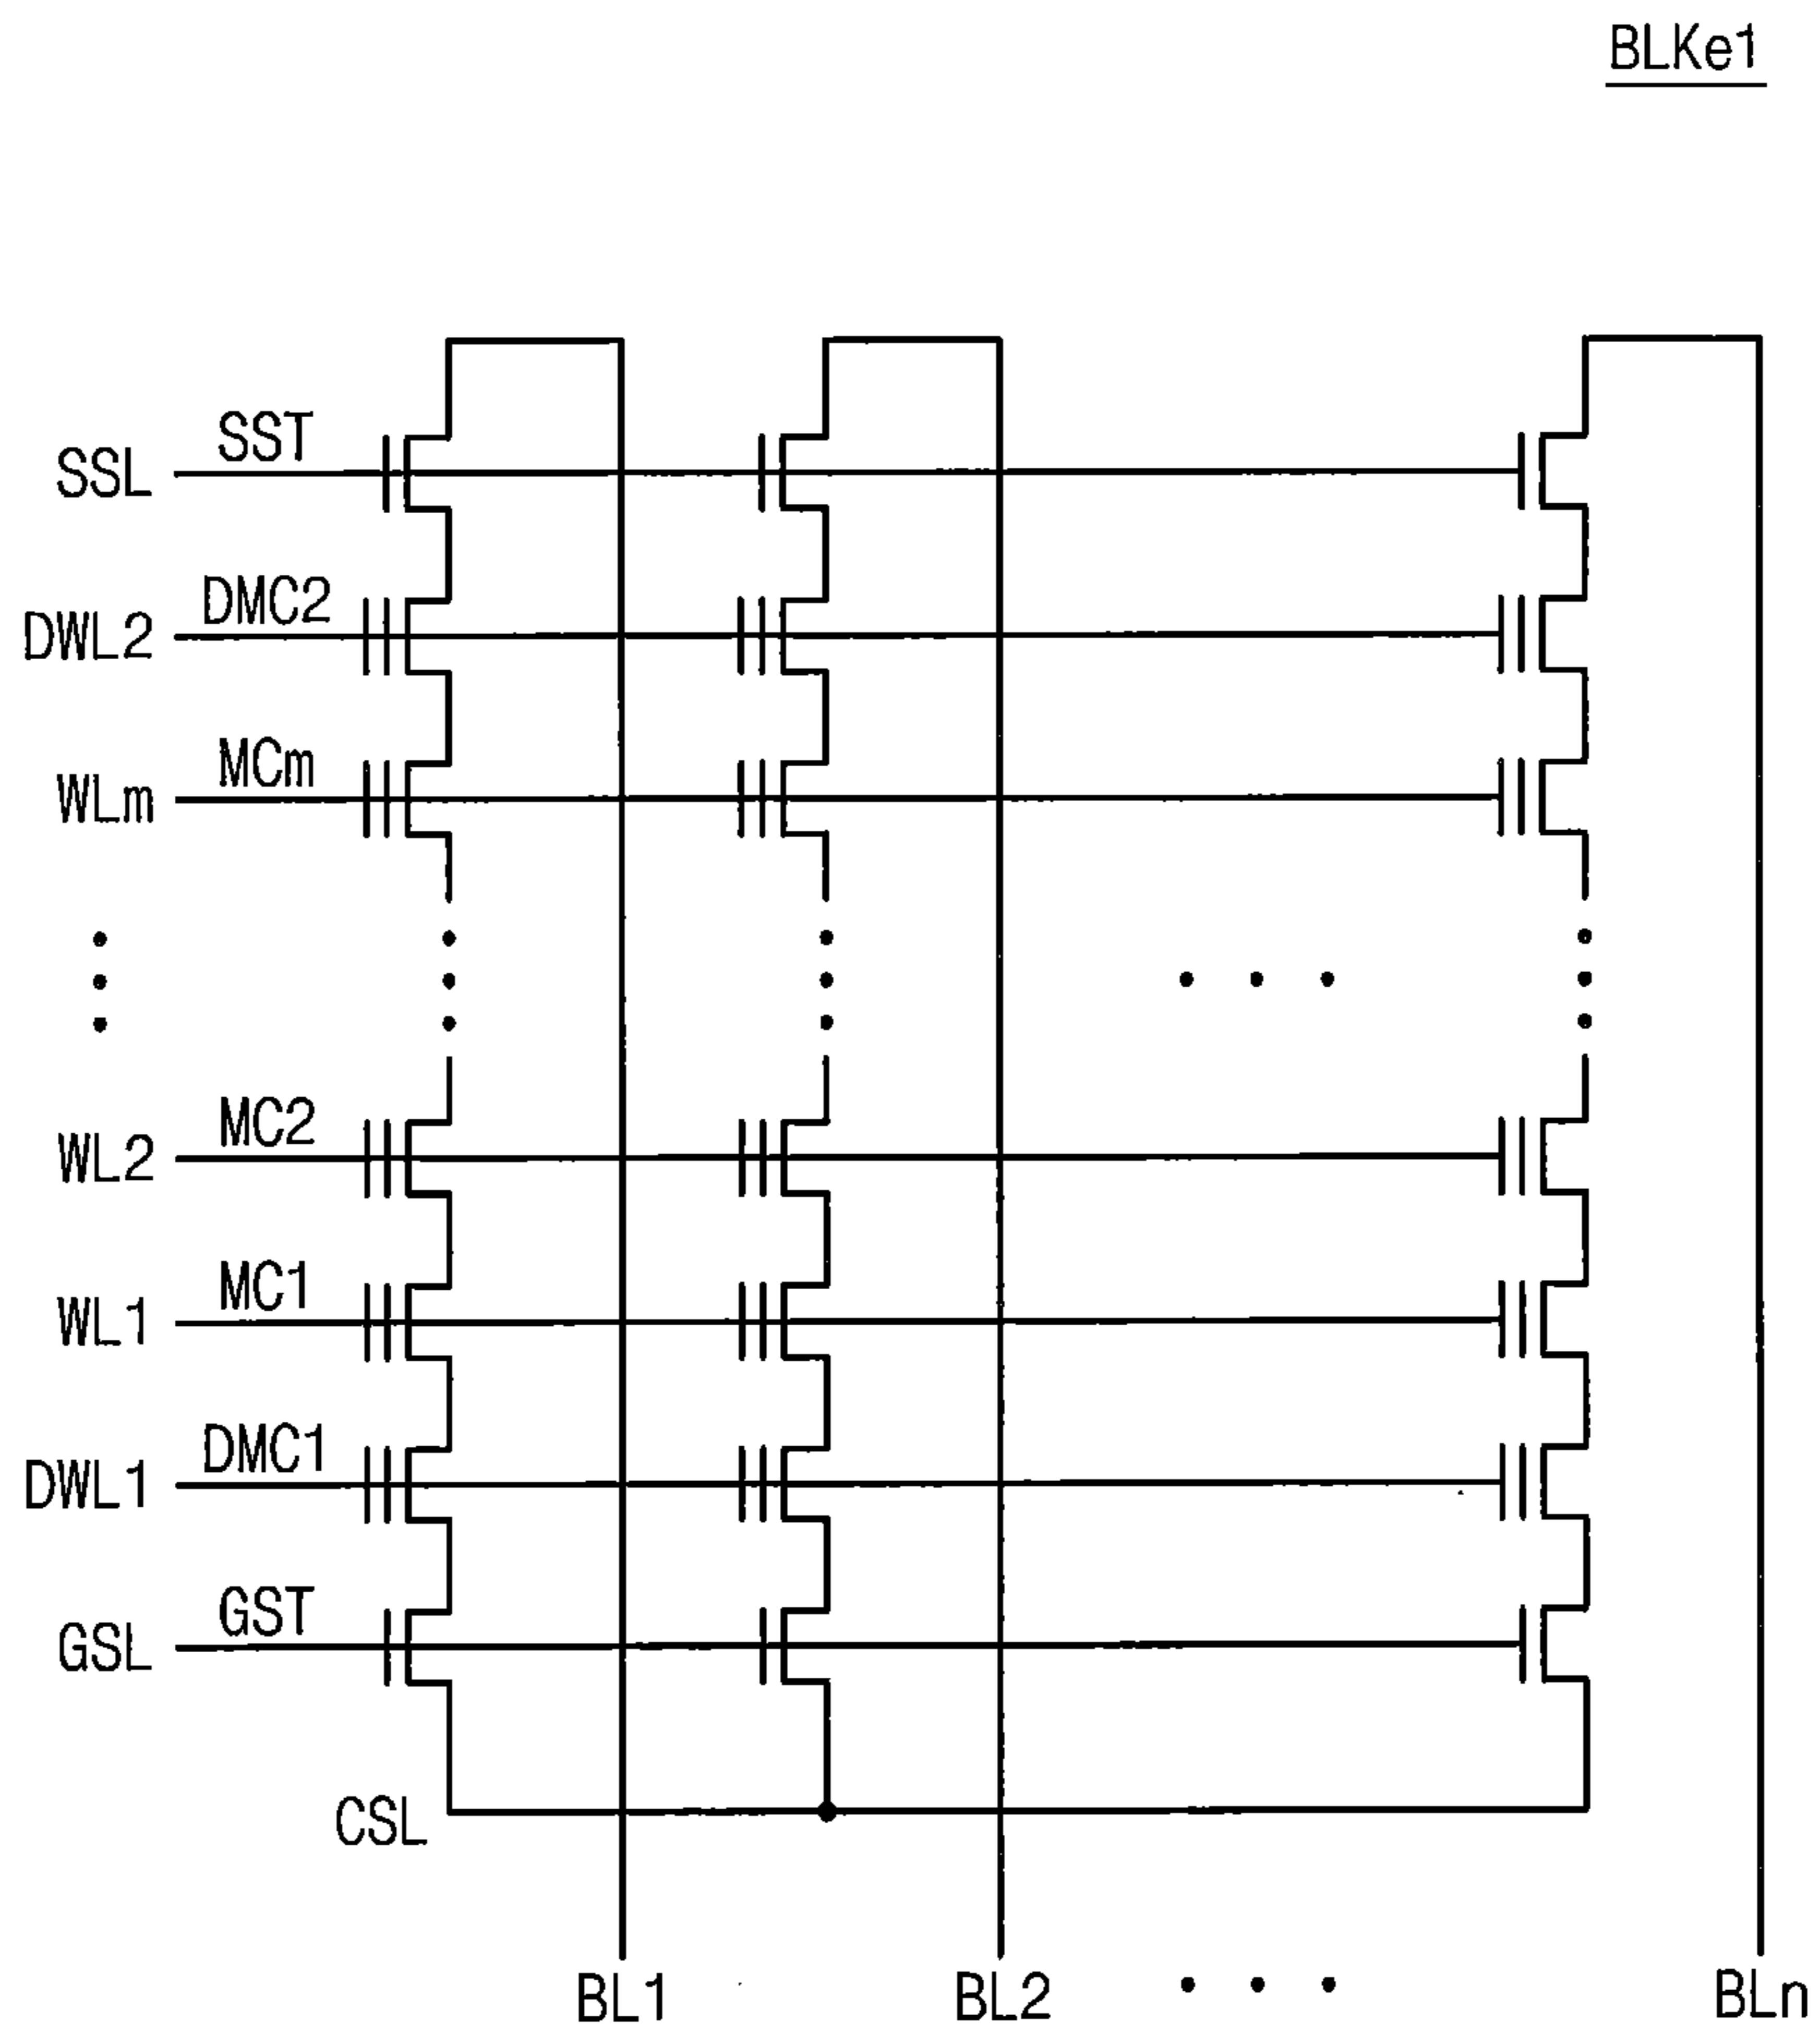 BLKe1
SST
SSL
DMC2
DWL2
MCm
WLm
MC2
WL2
MC1
WL1
DMC1
DWL1
GST
GSL
CSL
BL1 BL2 BLn